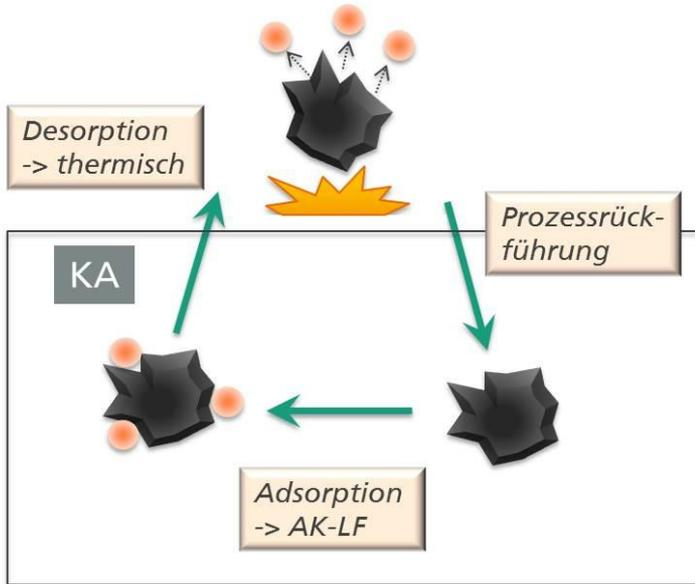 Desorption
-> thermisch
Prozessrück-
führung
KA
Adsorption
-> AK-LF